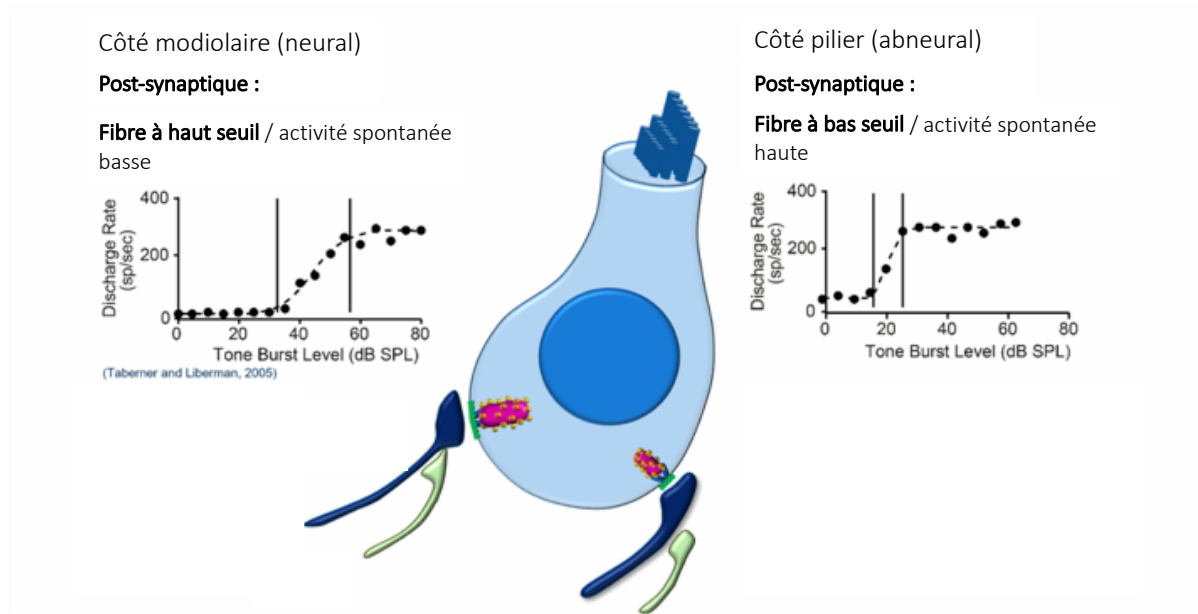 Côté modiolaire (neural)
Post-synaptique :
Fibre à haut seuil / activité spontanée
basse
400
200
0
Discharge Rate
(sp/sec)
0 20 40 60 80
Tone Burst Level (dB SPL)
(Taberner and Liberman, 2005)
Côté pilier (abneural)
Post-synaptique :
Fibre à bas seuil / activité spontanée
haute
400
200
0
Discharge Rate
(sp/sec)
0 20 40 60 80
Tone Burst Level (dB SPL)